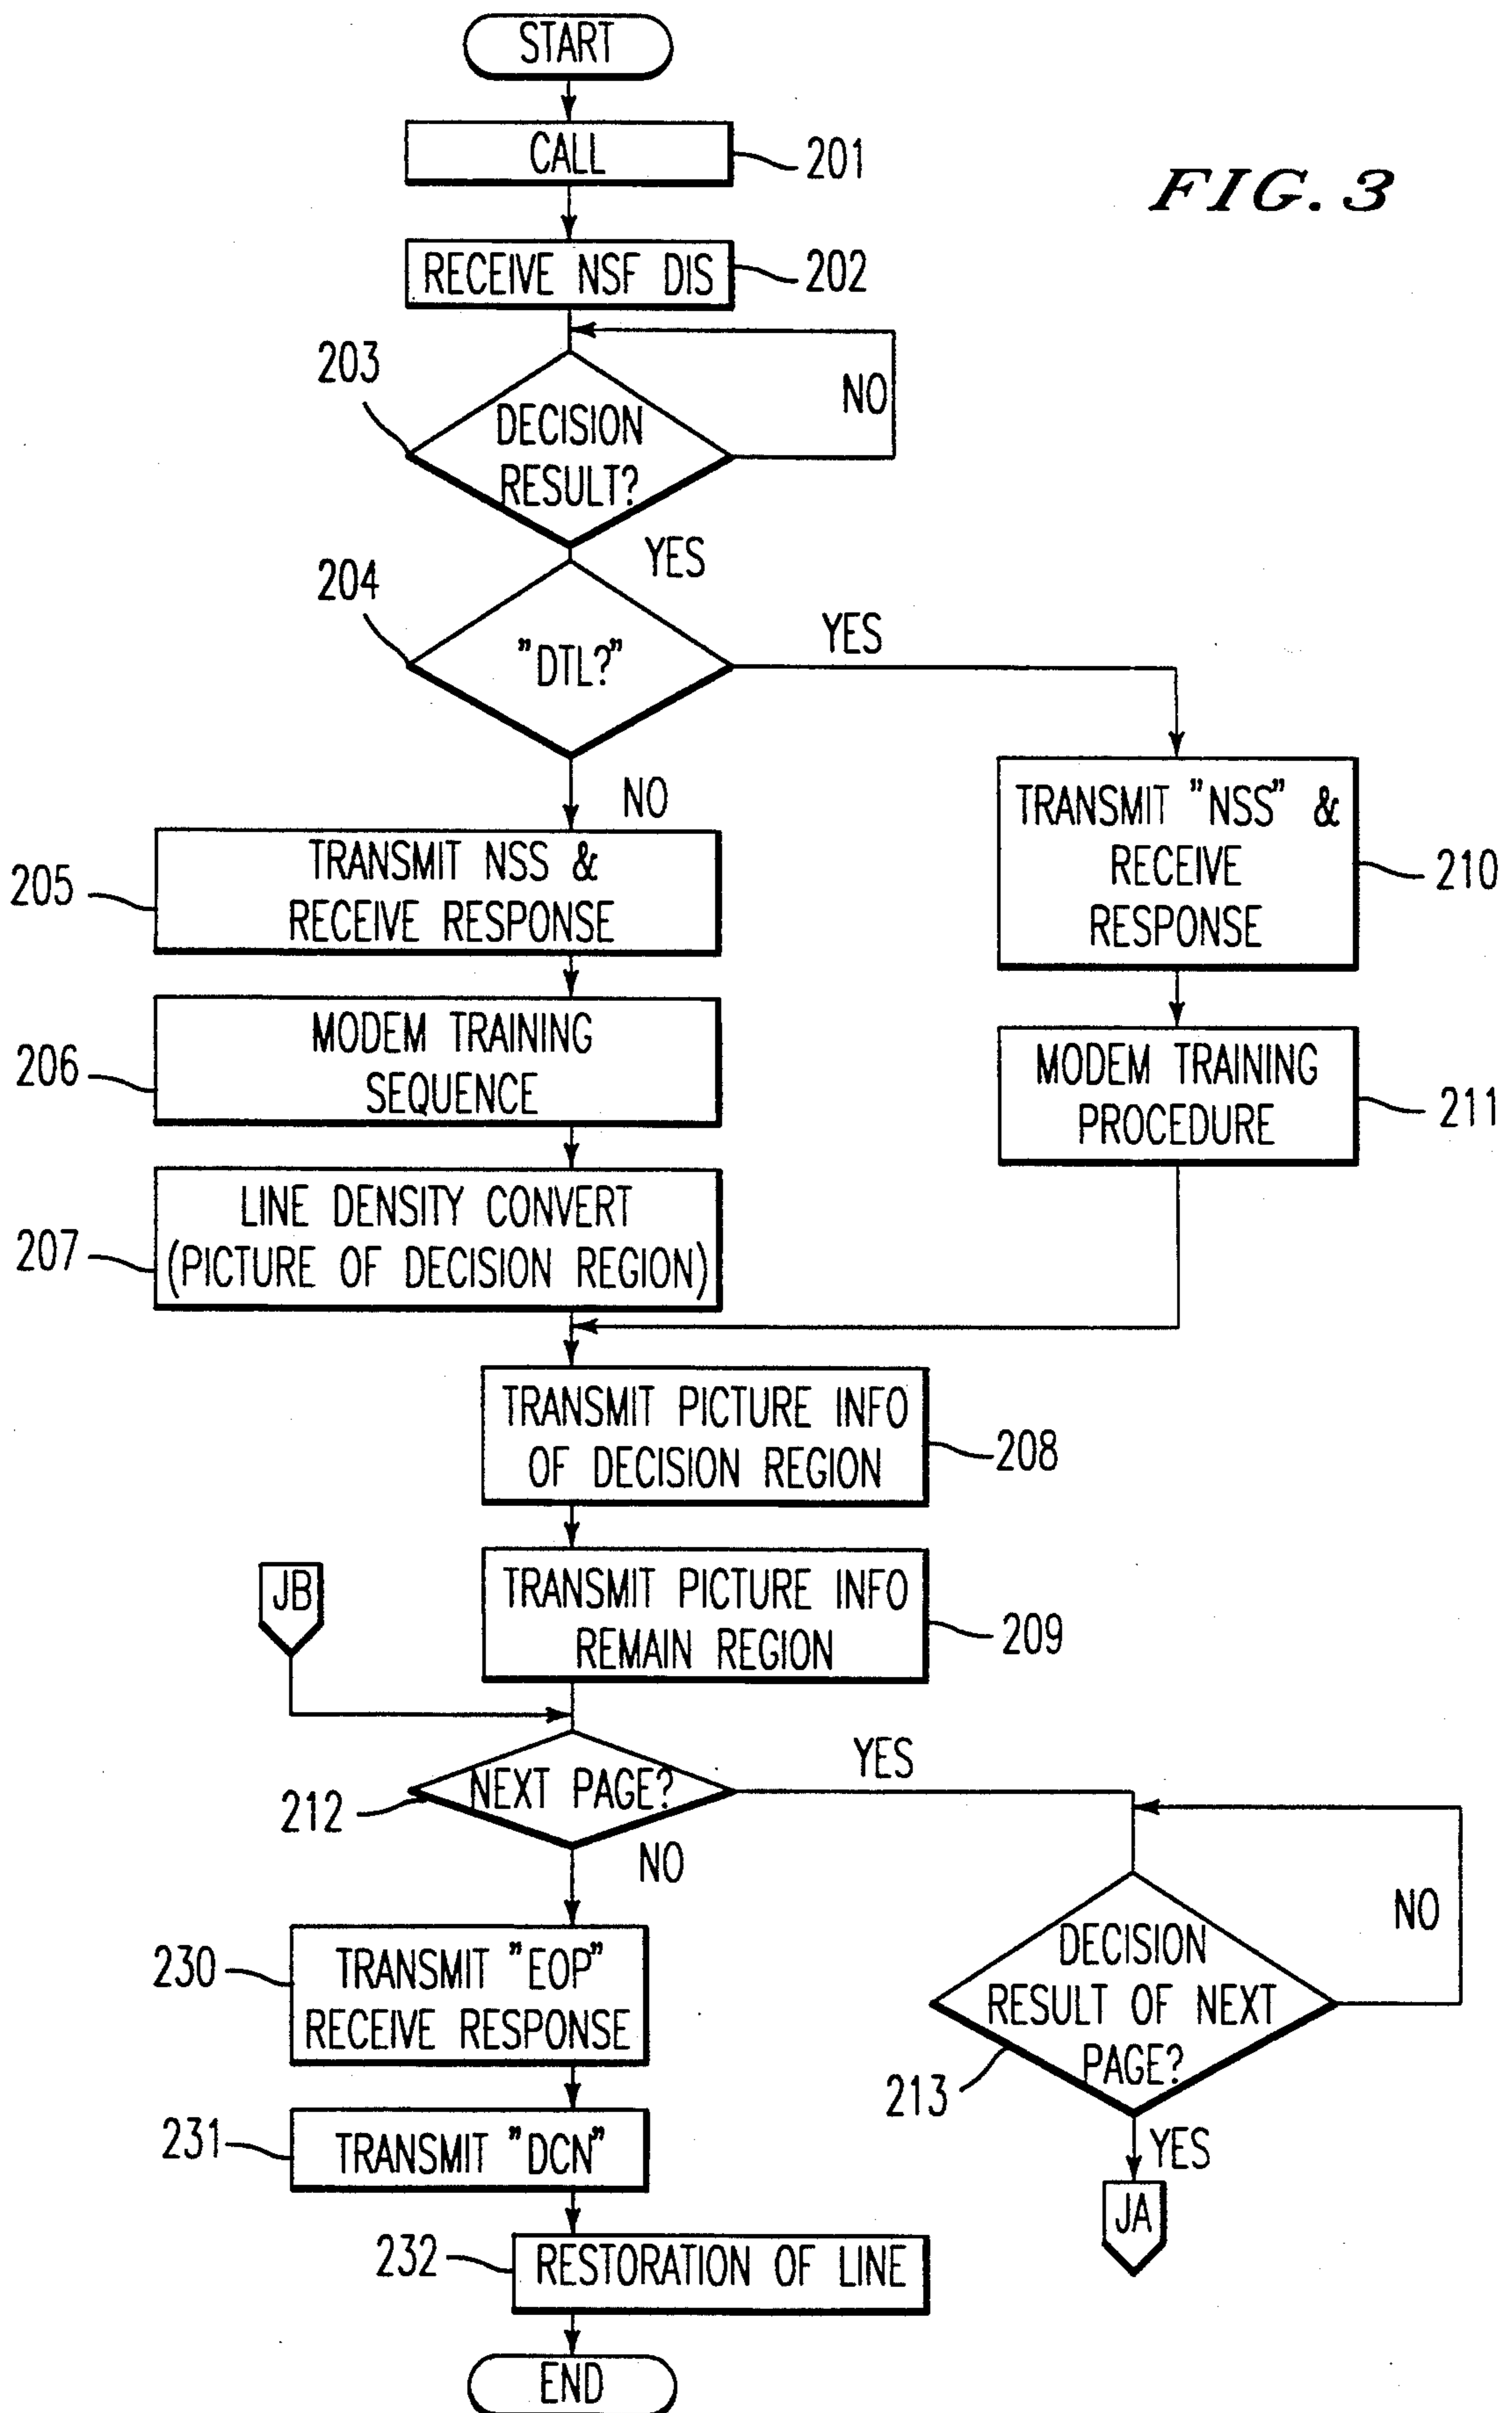 START
CALL
201
FIG. 3
RECEIVE NSF DIS
202
203
DECISION
RESULT?
NO
YES
204
"DTL?"
YES
NO
TRANSMIT NSS &
RECEIVE RESPONSE
205
TRANSMIT "NSS" &
RECEIVE
RESPONSE
210
MODEM TRAINING
SEQUENCE
206
MODEM TRAINING
PROCEDURE
211
LINE DENSITY CONVERT
(PICTURE OF DECISION REGION)
207
TRANSMIT PICTURE INFO
OF DECISION REGION
208
JB
TRANSMIT PICTURE INFO
REMAIN REGION
209
NEXT PAGE?
212
YES
NO
TRANSMIT "EOP"
RECEIVE RESPONSE
230
DECISION
RESULT OF NEXT
PAGE?
213
NO
YES
JA
TRANSMIT "DCN"
231
RESTORATION OF LINE
232
END